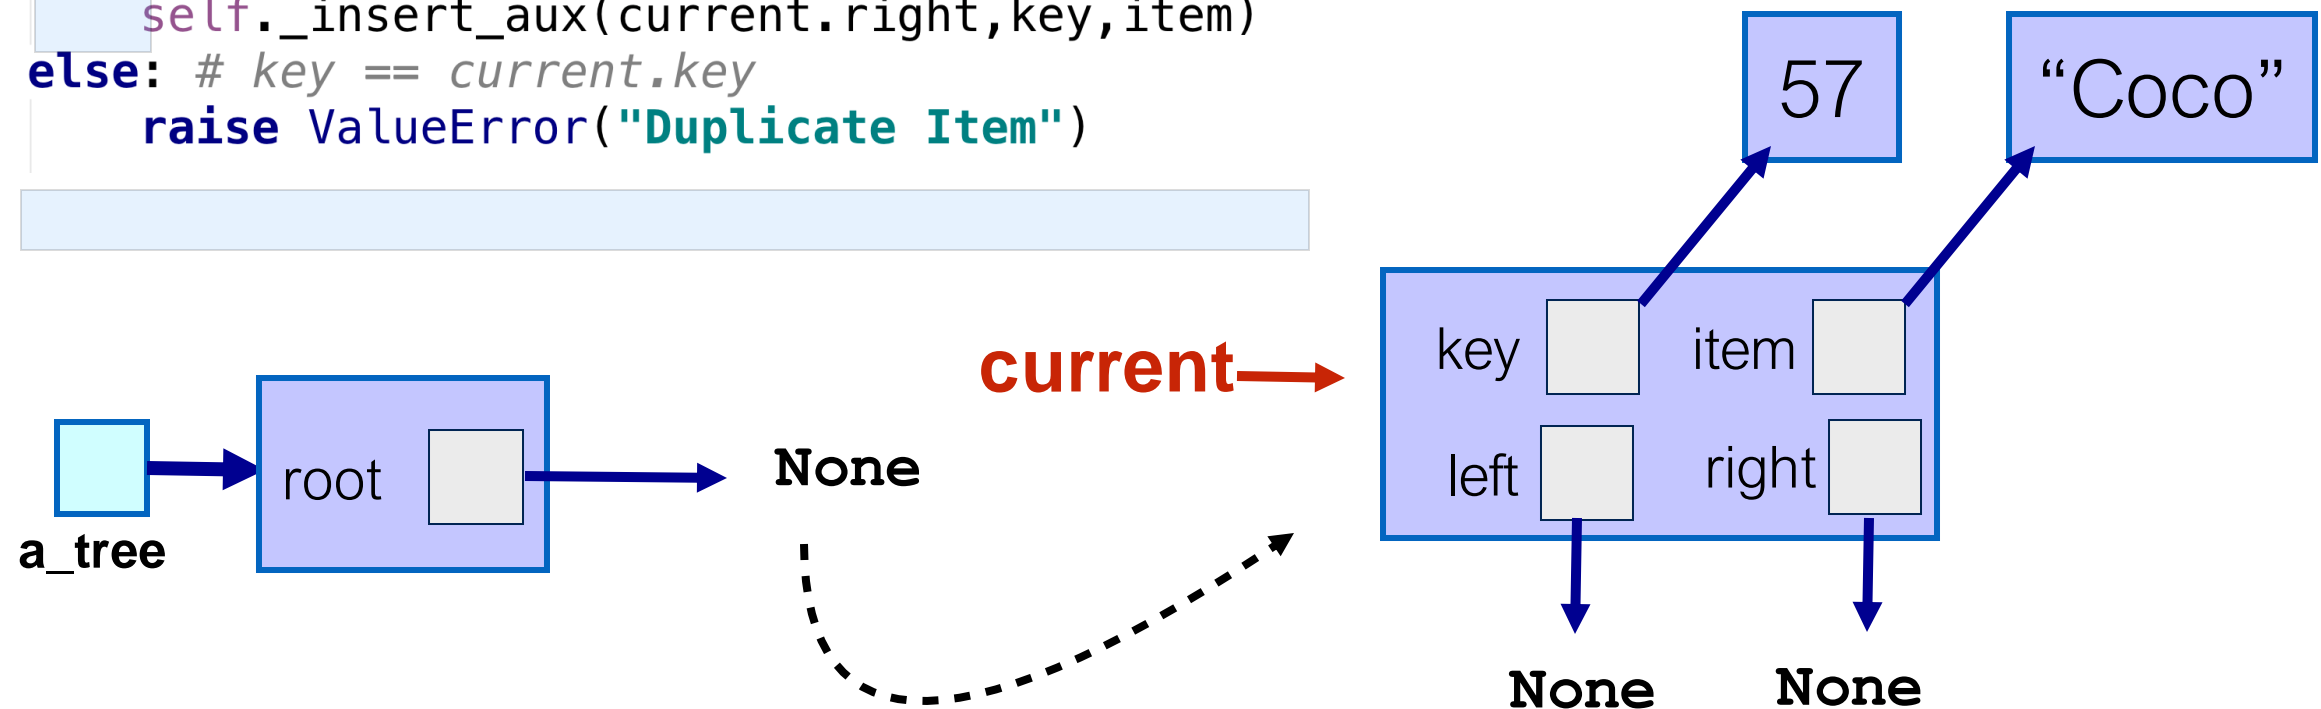 self._insert_aux(current.right,key,item)
else: # key == current.key
raise ValueError("Duplicate Item")
57
“Coco”
current
key
item
left
right
root
None
a_tree
None
None